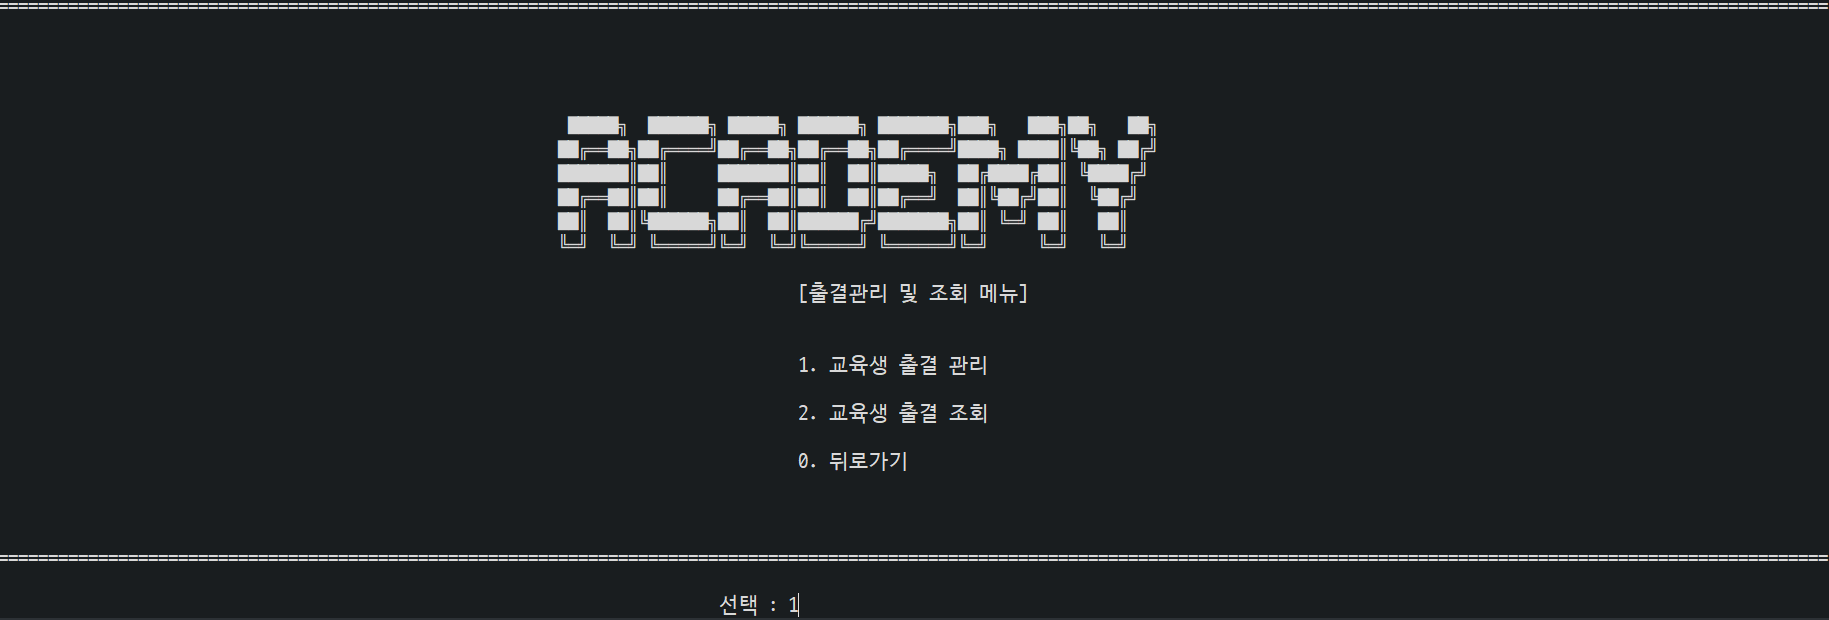 ACADEMY
[출결관리 및 조회 메뉴]
1. 교육생 출결 관리
2. 교육생 출결 조회
0. 뒤로가기
선택 : 1